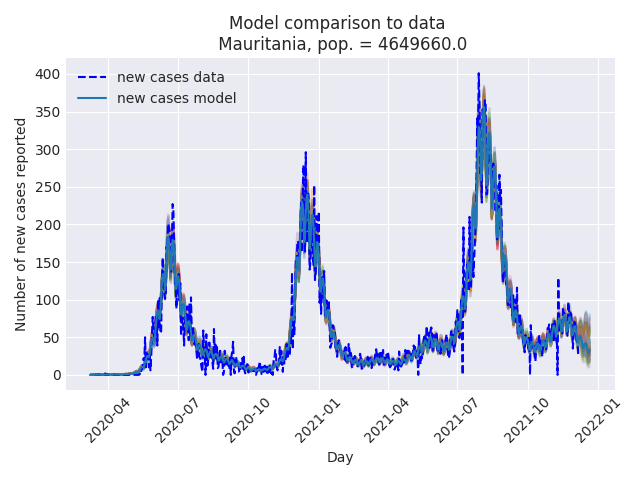 Model comparison to data
Mauritania, pop. = 4649660.0
new cases data
new cases model
Number of new cases reported
400
350
300
250
200
150
100
50
0
2020-04
2020-07
2020-10
2021-01
2021-04
2021-07
2021-10
2022-01
Day